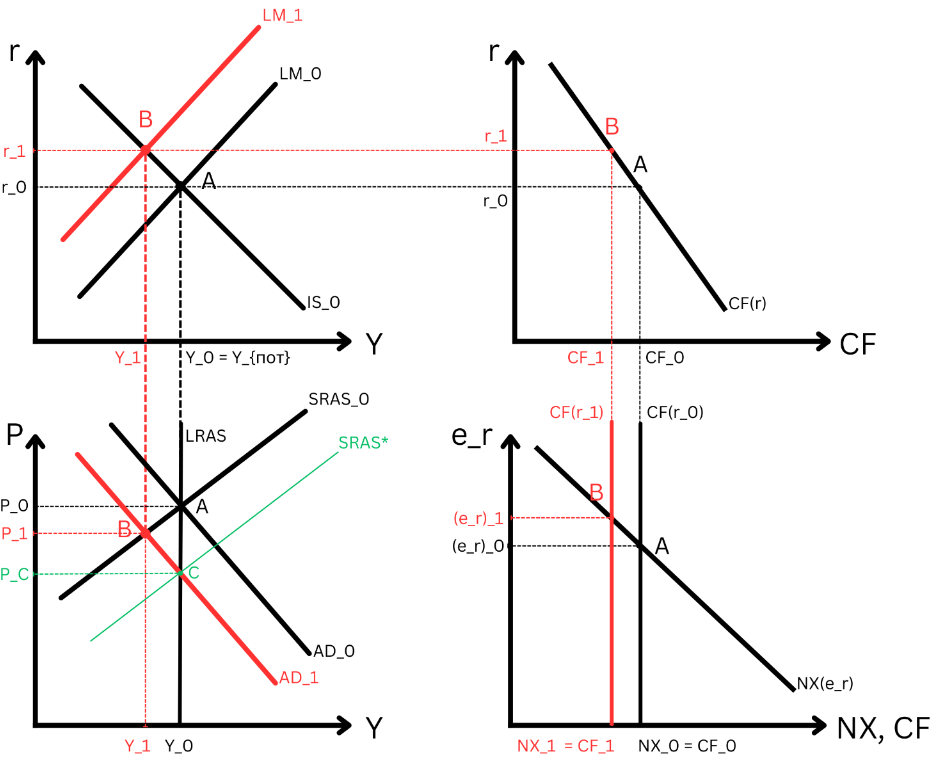 LM_1
r
LM_0
B
r_1
A
r_0
IS_0
Y
Y_1
Y_0 = Y_{пот}
r
r_1
B
A
r_0
CF(r)
CF
CF_1
CF_0
P
SRAS_0
LRAS
SRAS*
P_0
A
P_1
B
P_C
C
AD_0
AD_1
Y
Y_1
Y_0
e_r
CF(r_1)
CF(r_0)
B
(e_r)_1
(e_r)_0
A
NX(e_r)
NX, CF
NX_1 = CF_1
NX_0 = CF_0